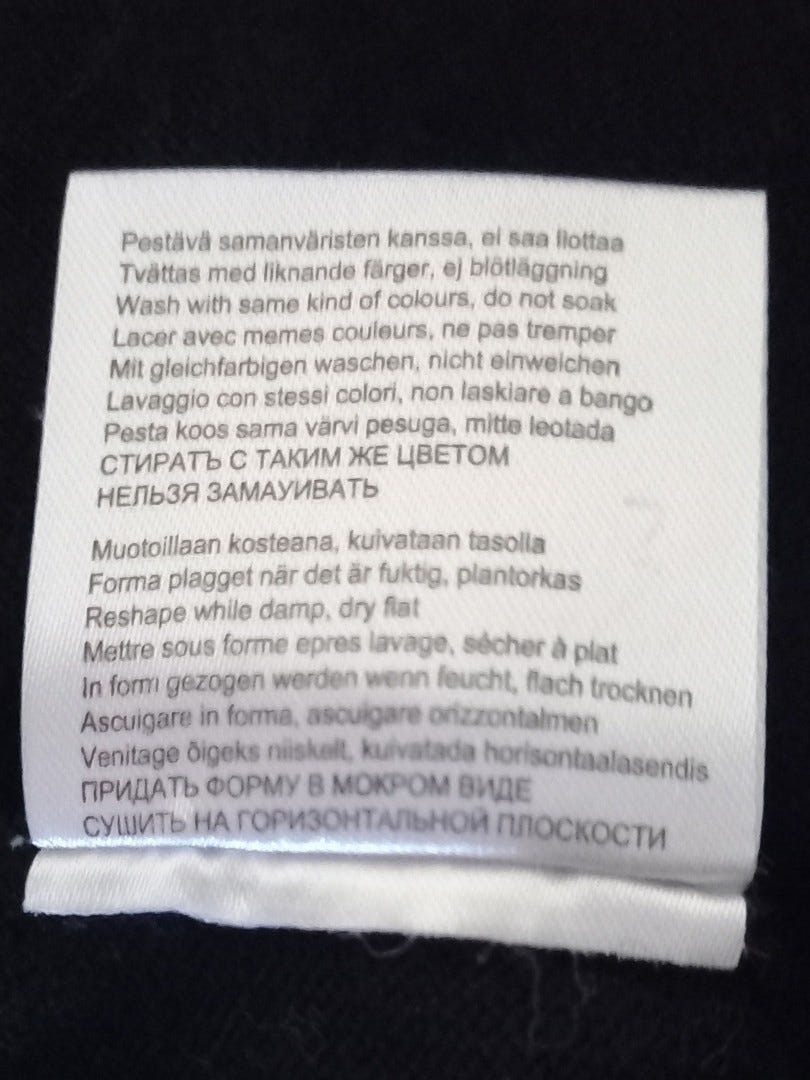 Pestävä samanväristen kanssa, ei saa liottaa
Tvättas med liknande färger, ej blötläggning
Wash with same kind of colours, do not soak
Lacer avec memes couleurs, ne pas tremper
Mit gleichfarbigen waschen, nicht einweichen
Lavaggio con stessi colori, non laskiare a bango
Pesta koos sama värvi pesuga, mitte leotada
СТИРАТЬ С ТАКИМ ЖЕ ЦВЕТОМ
НЕЛЬЗЯ ЗАМАУИВАТЬ
Muotoillaan kosteana, kuivataan tasolla
Forma plagget när det är fuktig, plantorkas
Reshape while damp, dry flat
Mettre sous forme epres lavage, sécher à plat
In form gezogen werden wenn feucht, flach trocknen
Ascuigare in forma, ascuigare orizzontalmen
Venitage õigeks niiskelt, kuivatada horisontaalasendis
ПРИДАТЬ ФОРМУ В МОКРОМ ВИДЕ
СУШИТЬ НА ГОРИЗОНТАЛЬНОЙ ПЛОСКОСТИ